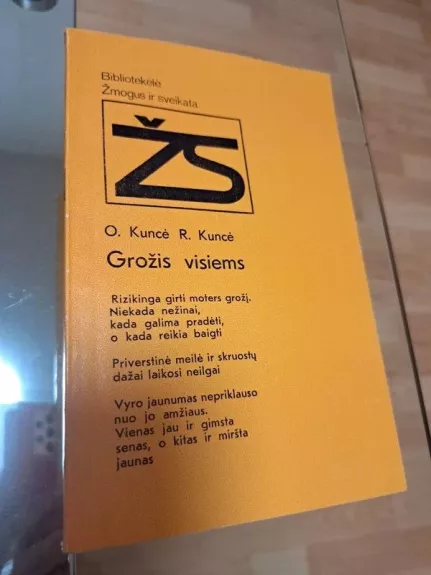 Bibliotekėlė
Žmogus ir sveikata
ŽS
O. Kuncė R. Kuncė
Grožis visiems
Rizikinga girti moters grožį.
Niekada nežinai,
kada galima pradėti,
o kada reikia baigti
Priverstinė meilė ir skruostų
dažai laikosi neilgai
Vyro jaunumas nepriklauso
nuo jo amžiaus.
Vienas jau ir gimsta
senas, o kitas ir miršta
jaunas